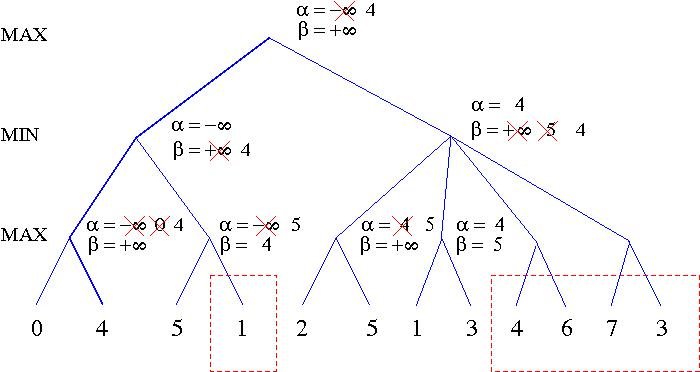 α = -∞ 4
MAX
β = +∞
α = 4
α = -∞
MIN
β = +∞ 5 4
β = +∞ 4
α = -∞ 0 4
α = -∞ 5
α = 4 5
α = 4
MAX
β = +∞
β = 4
β = +∞
β = 5
0 4 5 1 2 5 1 3 4 6 7 3